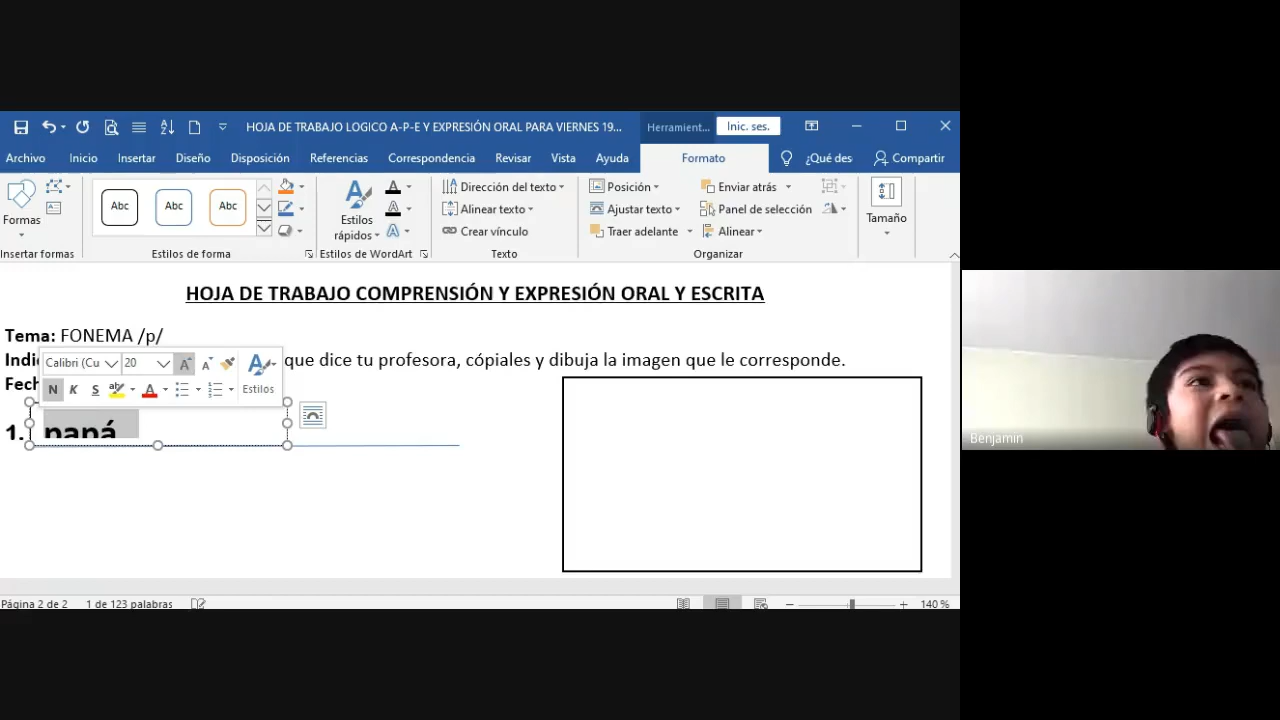 HOJA DE TRABAJO LOGICO A-P-E Y EXPRESIÓN ORAL PARA VIERNES 19...
Herramient...
Inic. ses.
Archivo Inicio Insertar Diseño Disposición Referencias Correspondencia Revisar Vista Ayuda Formato ¿Qué des Compartir
Formas
Abc Abc Abc
Estilos rápidos
A A A
Dirección del texto
Alinear texto
Crear vínculo
Posición
Ajustar texto
Traer adelante
Enviar atrás
Panel de selección
Alinear
Tamaño
Insertar formas Estilos de forma Estilos de WordArt Texto Organizar
HOJA DE TRABAJO COMPRENSIÓN Y EXPRESIÓN ORAL Y ESCRITA
Tema: FONEMA /p/
Calibri (Cu 20
que dice tu profesora, cópiales y dibuja la imagen que le corresponde.
N K S Estilos
1. papá
Benjamin
Página 2 de 2 1 de 123 palabras 140 %